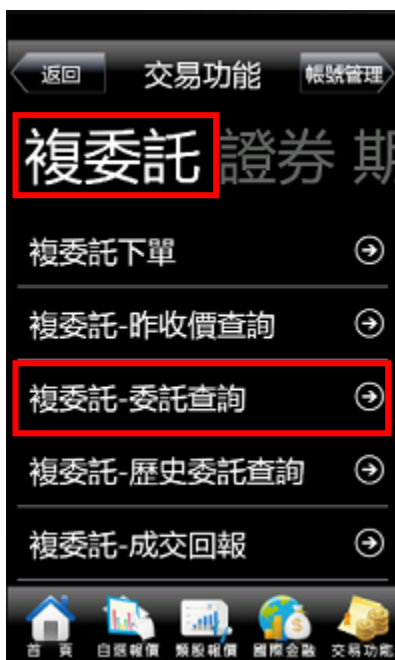 返回 交易功能 帳號管理
複委託 證券 期
複委託下單
複委託-昨收價查詢
複委託-委託查詢
複委託-歷史委託查詢
複委託-成交回報
首頁 自選報價 類股報價 國際金融 交易功能